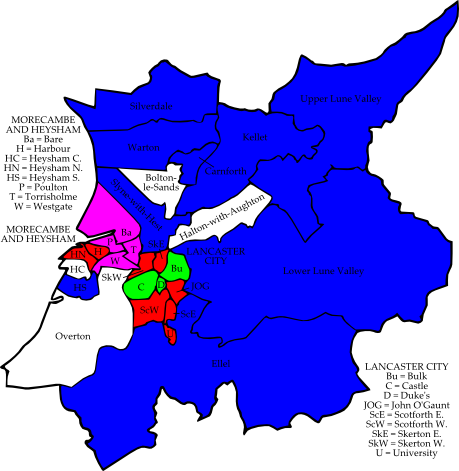 Silverdale
Upper Lune Valley
Warton
Kellet
Carnforth
Bolton-
le-Sands
Slyne-with-Hest
Halton-with-Aughton
Lower Lune Valley
Ellel
Overton
MORECAMBE
AND HEYSHAM
Ba = Bare
H = Harbour
HC = Heysham C.
HN = Heysham N.
HS = Heysham S.
P = Poulton
T = Torrisholme
W = Westgate
MORECAMBE
AND HEYSHAM
Ba
P
T
H
HN
W
HC
HS
SkW
SkE
LANCASTER
CITY
Bu
C
D
JOG
ScW
ScE
U
LANCASTER CITY
Bu = Bulk
C = Castle
D = Duke's
JOG = John O'Gaunt
ScE = Scotforth E.
ScW = Scotforth W.
SkE = Skerton E.
SkW = Skerton W.
U = University